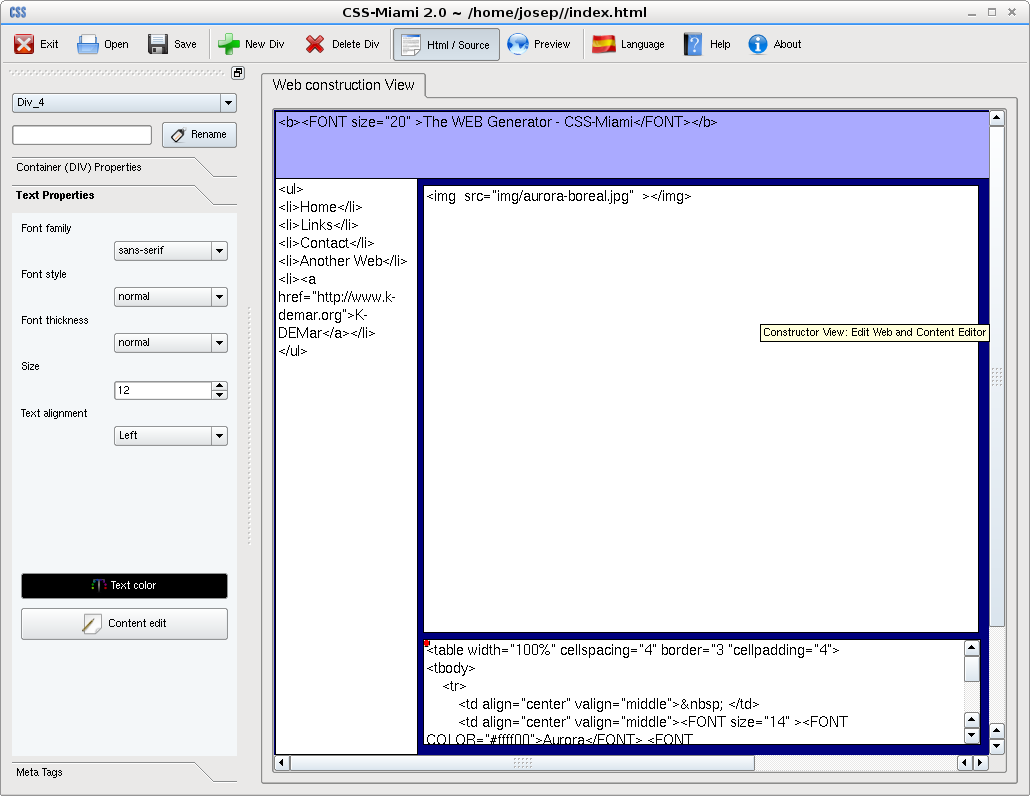 CSS
CSS-Miami 2.0 ~ /home/josep//index.html
Exit
Open
Save
New Div
Delete Div
Html / Source
Preview
Language
Help
About
Div_4
Rename
Container (DIV) Properties
Text Properties
Font family
sans-serif
Font style
normal
Font thickness
normal
Size
12
Text alignment
Left
Text color
Content edit
Meta Tags
Web construction View
<b><FONT size="20" >The WEB Generator - CSS-Miami</FONT></b>
<ul>
<li>Home</li>
<li>Links</li>
<li>Contact</li>
<li>Another Web</li>
<li><a
href="http://www.k-
demar.org">K-
DEMar</a></li>
</ul>
<img  src="img/aurora-boreal.jpg"  ></img>
Constructor View: Edit Web and Content Editor
<table width="100%" cellspacing="4" border="3 "cellpadding="4">
<tbody>
<tr>
<td align="center" valign="middle">&nbsp; </td>
<td align="center" valign="middle"><FONT size="14" ><FONT
COLOR="#ffff00">Aurora</FONT> <FONT